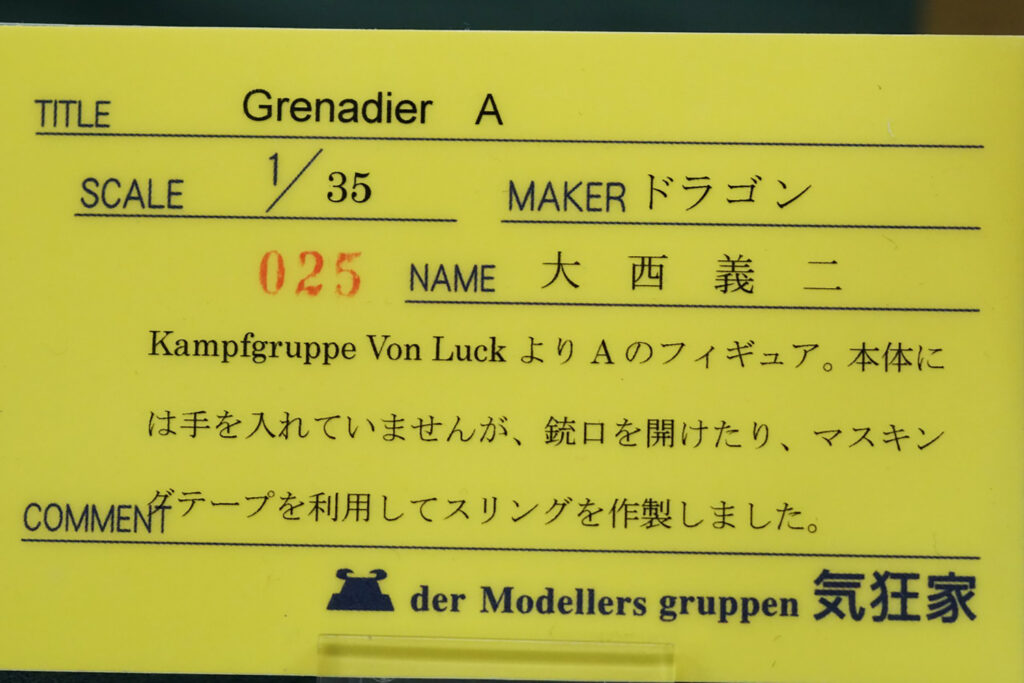 TITLE Grenadier A
SCALE 1/35 MAKER ドラゴン
025 NAME 大西義二
Kampfgruppe Von Luck より A のフィギュア。本体に
は手を入れていませんが、銃口を開けたり、マスキン
グテープを利用してスリングを作製しました。
COMMENT
der Modellers gruppen 気狂家